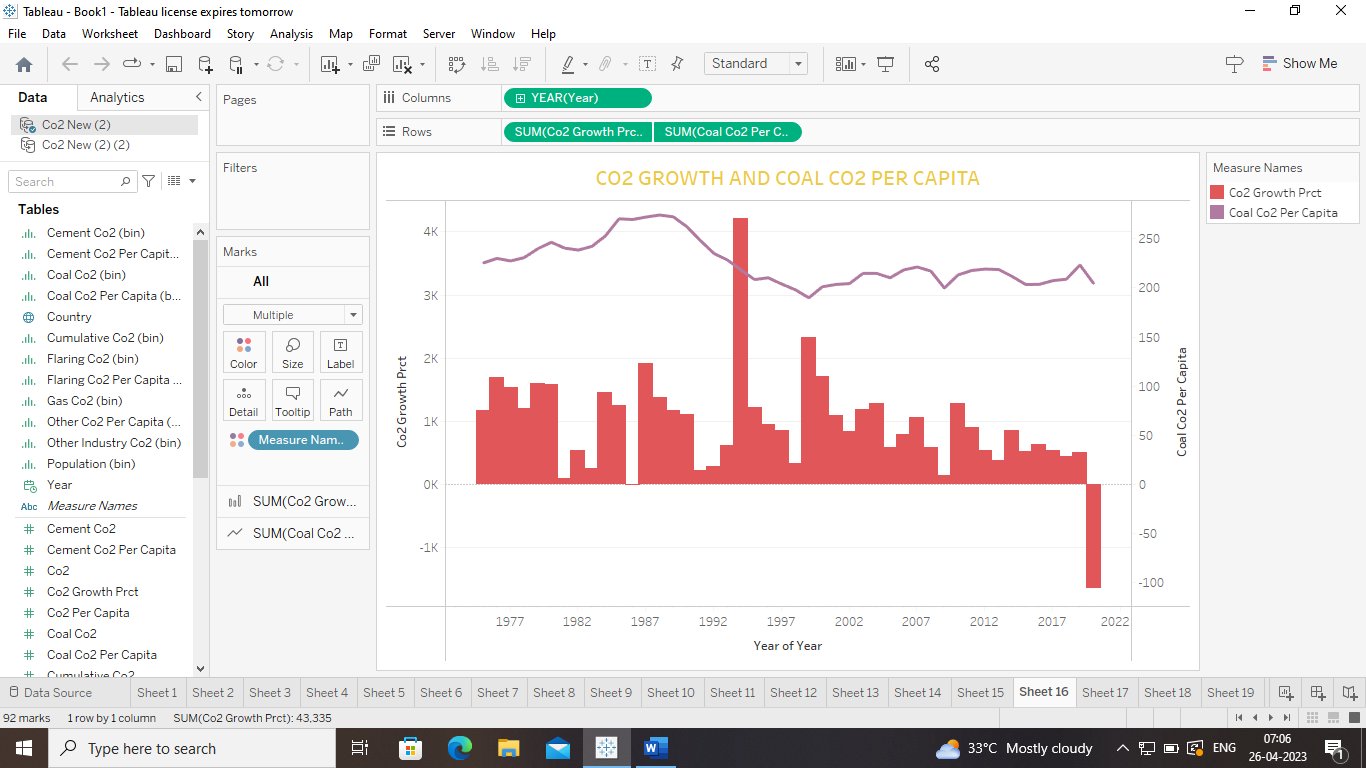 Tableau - Book1 - Tableau license expires tomorrow
File Data Worksheet Dashboard Story Analysis Map Format Server Window Help
Standard
Show Me
Data Analytics
Co2 New (2)
Co2 New (2) (2)
Search
Tables
Cement Co2 (bin)
Cement Co2 Per Capit...
Coal Co2 (bin)
Coal Co2 Per Capita (b...
Country
Cumulative Co2 (bin)
Flaring Co2 (bin)
Flaring Co2 Per Capita ...
Gas Co2 (bin)
Other Co2 Per Capita (...
Other Industry Co2 (bin)
Population (bin)
Year
Abc Measure Names
Cement Co2
Cement Co2 Per Capita
Co2
Co2 Growth Prct
Co2 Per Capita
Coal Co2
Coal Co2 Per Capita
Cumulative Co2
Pages
Filters
Marks
All
Multiple
Color Size Label
Detail Tooltip Path
Measure Nam..
SUM(Co2 Grow...
SUM(Coal Co2 ...
Columns YEAR(Year)
Rows SUM(Co2 Growth Prc.. SUM(Coal Co2 Per C..
CO2 GROWTH AND COAL CO2 PER CAPITA
Co2 Growth Prct
4K
3K
2K
1K
0K
-1K
250
200
150
100
50
0
-50
-100
Coal Co2 Per Capita
1977 1982 1987 1992 1997 2002 2007 2012 2017 2022
Year of Year
Measure Names
Co2 Growth Prct
Coal Co2 Per Capita
Data Source Sheet 1 Sheet 2 Sheet 3 Sheet 4 Sheet 5 Sheet 6 Sheet 7 Sheet 8 Sheet 9 Sheet 10 Sheet 11 Sheet 12 Sheet 13 Sheet 14 Sheet 15 Sheet 16 Sheet 17 Sheet 18 Sheet 19
92 marks 1 row by 1 column SUM(Co2 Growth Prct): 43,335
Type here to search
33°C Mostly cloudy
ENG
07:06
26-04-2023
1